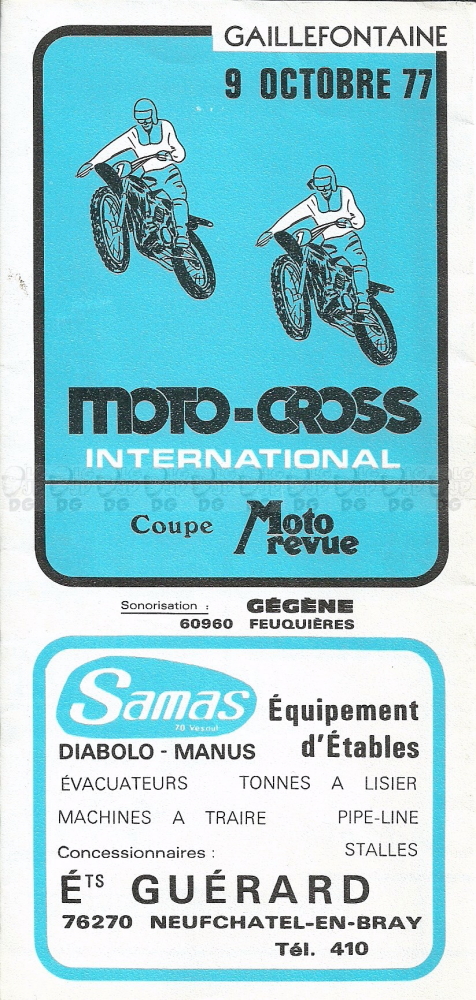 GAILLEFONTAINE
9 OCTOBRE 77
MOTO-CROSS
INTERNATIONAL
Coupe Moto revue
Sonorisation : GÉGÈNE
60960 FEUQUIÈRES
Samas
70 Vesoul
Équipement
d'Étables
DIABOLO - MANUS
ÉVACUATEURS TONNES A LISIER
MACHINES A TRAIRE PIPE-LINE
Concessionnaires : STALLES
ÉTS GUÉRARD
76270 NEUFCHATEL-EN-BRAY
Tél. 410